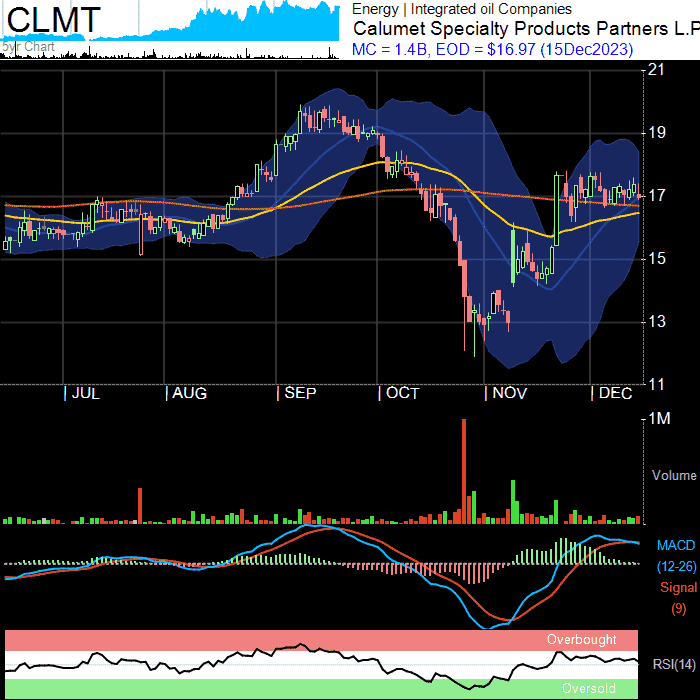 CLMT
Energy | Integrated oil Companies
Calumet Specialty Products Partners L.P
MC = 1.4B, EOD = $16.97 (15Dec2023)
5yr Chart
21
19
17
15
13
11
| JUL | AUG | SEP | OCT | NOV | DEC
1M
Volume
MACD
(12-26)
Signal
(9)
Overbought
RSI(14)
Oversold